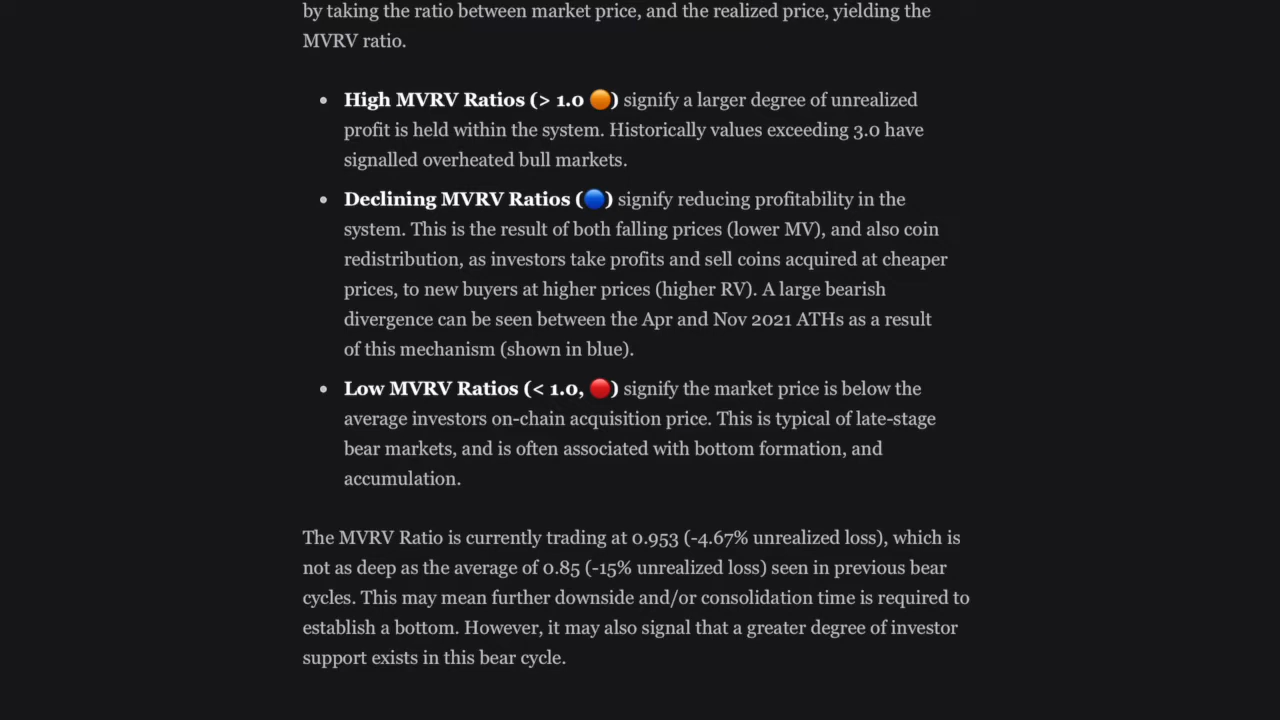 by taking the ratio between market price, and the realized price, yielding the
MVRV ratio.
• High MVRV Ratios (> 1.0 🟠) signify a larger degree of unrealized
profit is held within the system. Historically values exceeding 3.0 have
signalled overheated bull markets.
• Declining MVRV Ratios (🔵) signify reducing profitability in the
system. This is the result of both falling prices (lower MV), and also coin
redistribution, as investors take profits and sell coins acquired at cheaper
prices, to new buyers at higher prices (higher RV). A large bearish
divergence can be seen between the Apr and Nov 2021 ATHs as a result
of this mechanism (shown in blue).
• Low MVRV Ratios (< 1.0, 🔴) signify the market price is below the
average investors on-chain acquisition price. This is typical of late-stage
bear markets, and is often associated with bottom formation, and
accumulation.
The MVRV Ratio is currently trading at 0.953 (-4.67% unrealized loss), which is
not as deep as the average of 0.85 (-15% unrealized loss) seen in previous bear
cycles. This may mean further downside and/or consolidation time is required to
establish a bottom. However, it may also signal that a greater degree of investor
support exists in this bear cycle.